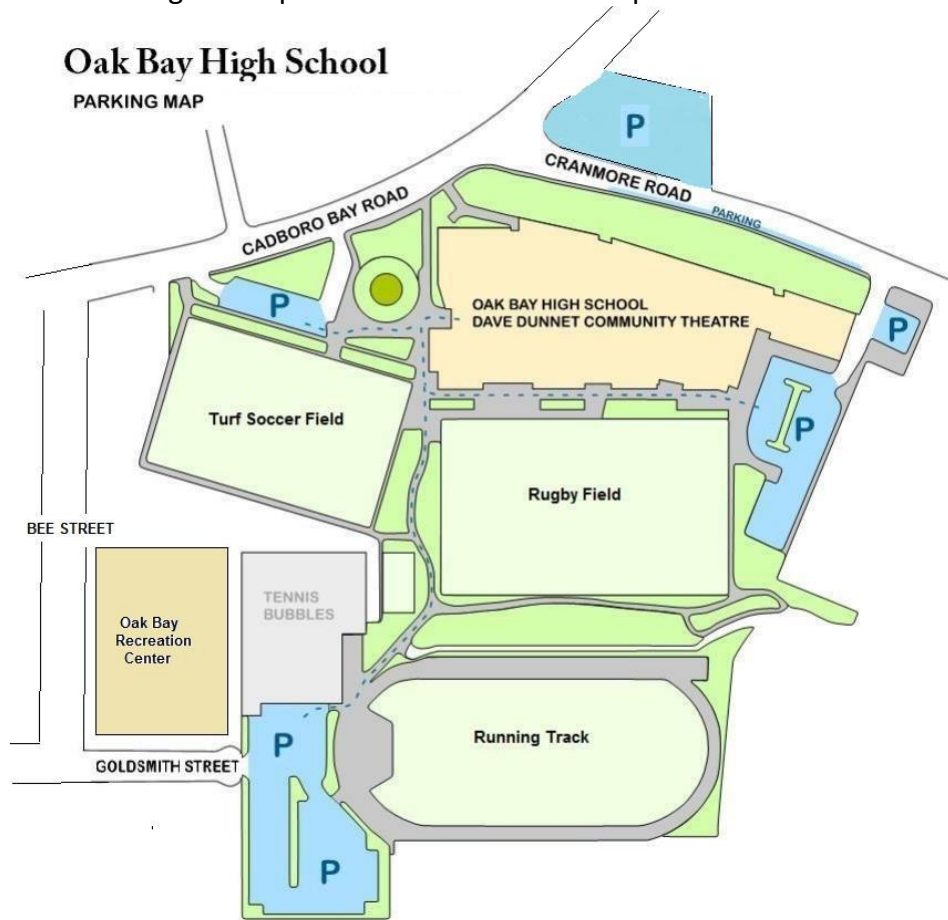 Oak Bay High School
PARKING MAP
P
CRANMORE ROAD
PARKING
CADBORO BAY ROAD
P
OAK BAY HIGH SCHOOL
DAVE DUNNET COMMUNITY THEATRE
P
Turf Soccer Field
P
Rugby Field
BEE STREET
TENNIS
BUBBLES
Oak Bay
Recreation
Center
Running Track
P
GOLDSMITH STREET
P